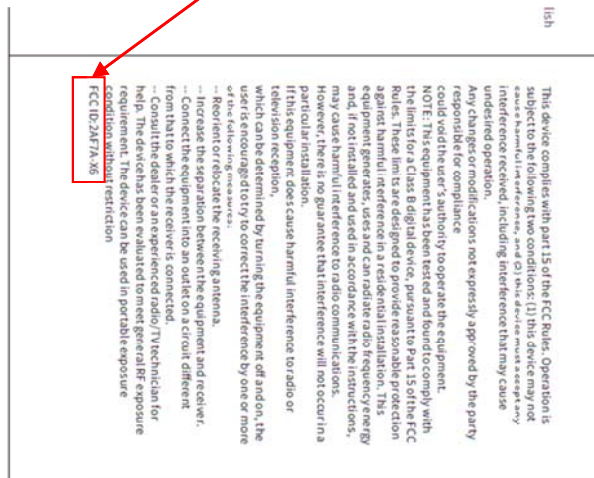 lish
This device complies with part 15 of the FCC Rules. Operation is
subject to the following two conditions: (1) this device may not
cause harmful interference, and (2) this device must accept any
interference received, including interference that may cause
undesired operation.
Any changes or modifications not expressly approved by the party
responsible for compliance
could void the user's authority to operate the equipment.
NOTE: This equipment has been tested and found to comply with
the limits for a Class B digital device, pursuant to Part 15 of the FCC
Rules. These limits are designed to provide reasonable protection
against harmful interference in a residential installation. This
equipment generates, uses and can radiate radio frequency energy
and, if not installed and used in accordance with the instructions,
may cause harmful interference to radio communications.
However, there is no guarantee that interference will not occur in a
particular installation.
If this equipment does cause harmful interference to radio or
television reception,
which can be determined by turning the equipment off and on, the
user is encouraged to try to correct the interference by one or more
of the following measures:
-- Reorient or relocate the receiving antenna.
-- Increase the separation between the equipment and receiver.
-- Connect the equipment into an outlet on a circuit different
from that to which the receiver is connected.
-- Consult the dealer or an experienced radio/TV technician for
help. The device has been evaluated to meet general RF exposure
requirement. The device can be used in portable exposure
condition without restriction
FCC ID:2AF7A-X6